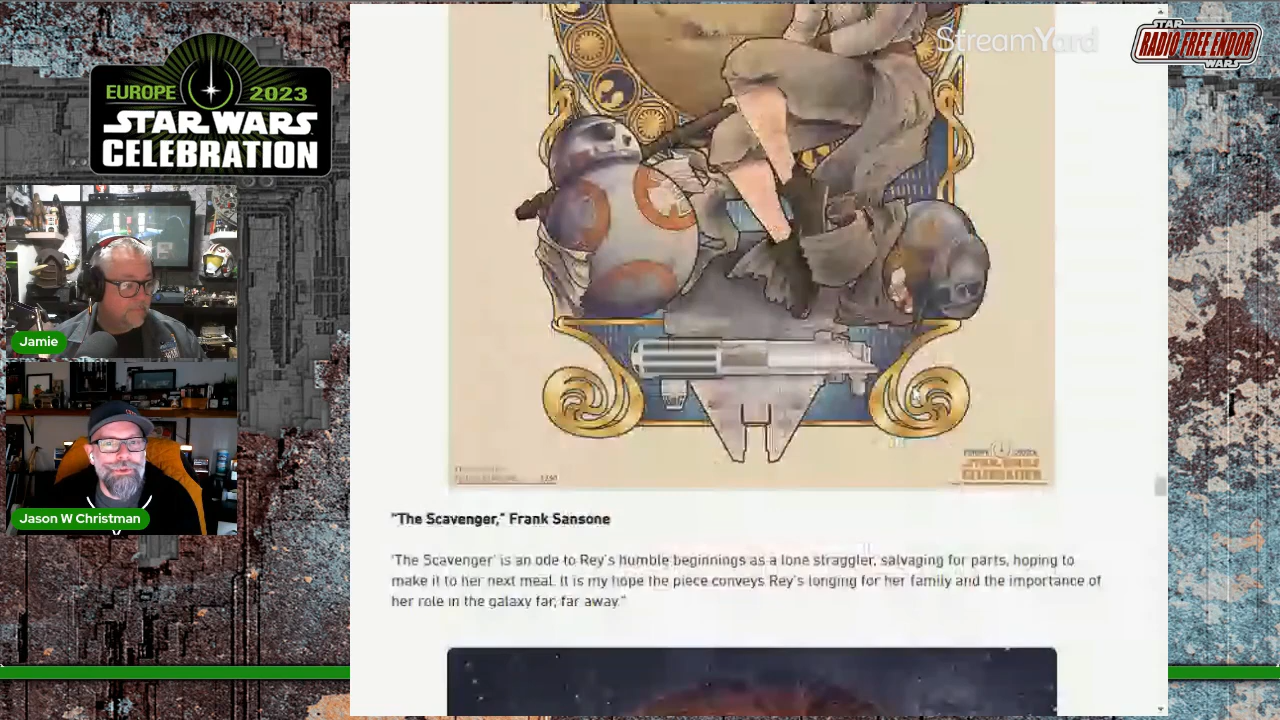 StreamYard
STAR
RADIO FREE ENDOR
WARS
EUROPE 2023
STAR WARS
CELEBRATION
Jamie
Jason W Christman
STAR WARS
CELEBRATION
"The Scavenger," Frank Sansone
'The Scavenger' is an ode to Rey's humble beginnings as a lone straggler, salvaging for parts, hoping to
make it to her next meal. It is my hope the piece conveys Rey's longing for her family and the importance of
her role in the galaxy far, far away."